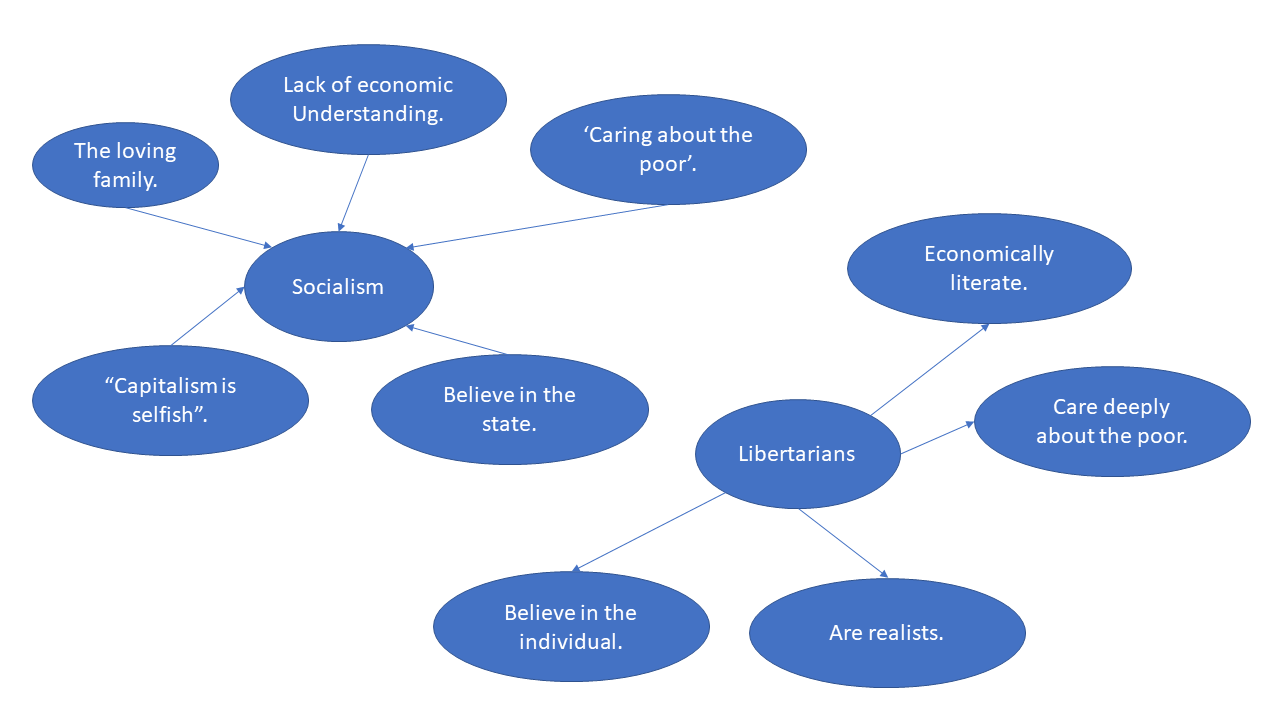 Lack of economic
Understanding.
‘Caring about the
poor’.
The loving
family.
Socialism
“Capitalism is
selfish”.
Believe in the
state.
Economically
literate.
Care deeply
about the poor.
Libertarians
Believe in the
individual.
Are realists.